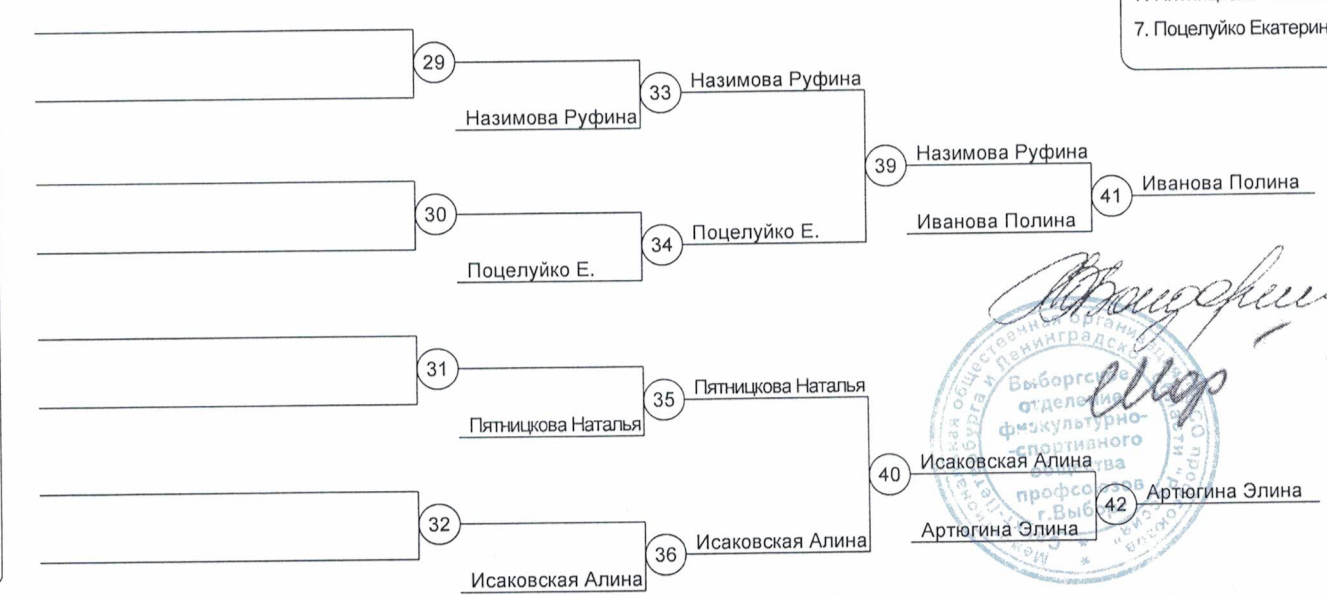 7. Поцелуйко Екатерин
29
33
Назимова Руфина
Назимова Руфина
39
Назимова Руфина
30
34
Поцелуйко Е.
Иванова Полина
41
Иванова Полина
Поцелуйко Е.
31
35
Пятницкова Наталья
Пятницкова Наталья
40
Исаковская Алина
32
36
Исаковская Алина
Артюгина Элина
42
Артюгина Элина
Исаковская Алина
Выборгское
отделение
физкультурно-
-спортивного
общества
профсоюзов
г.Выборг